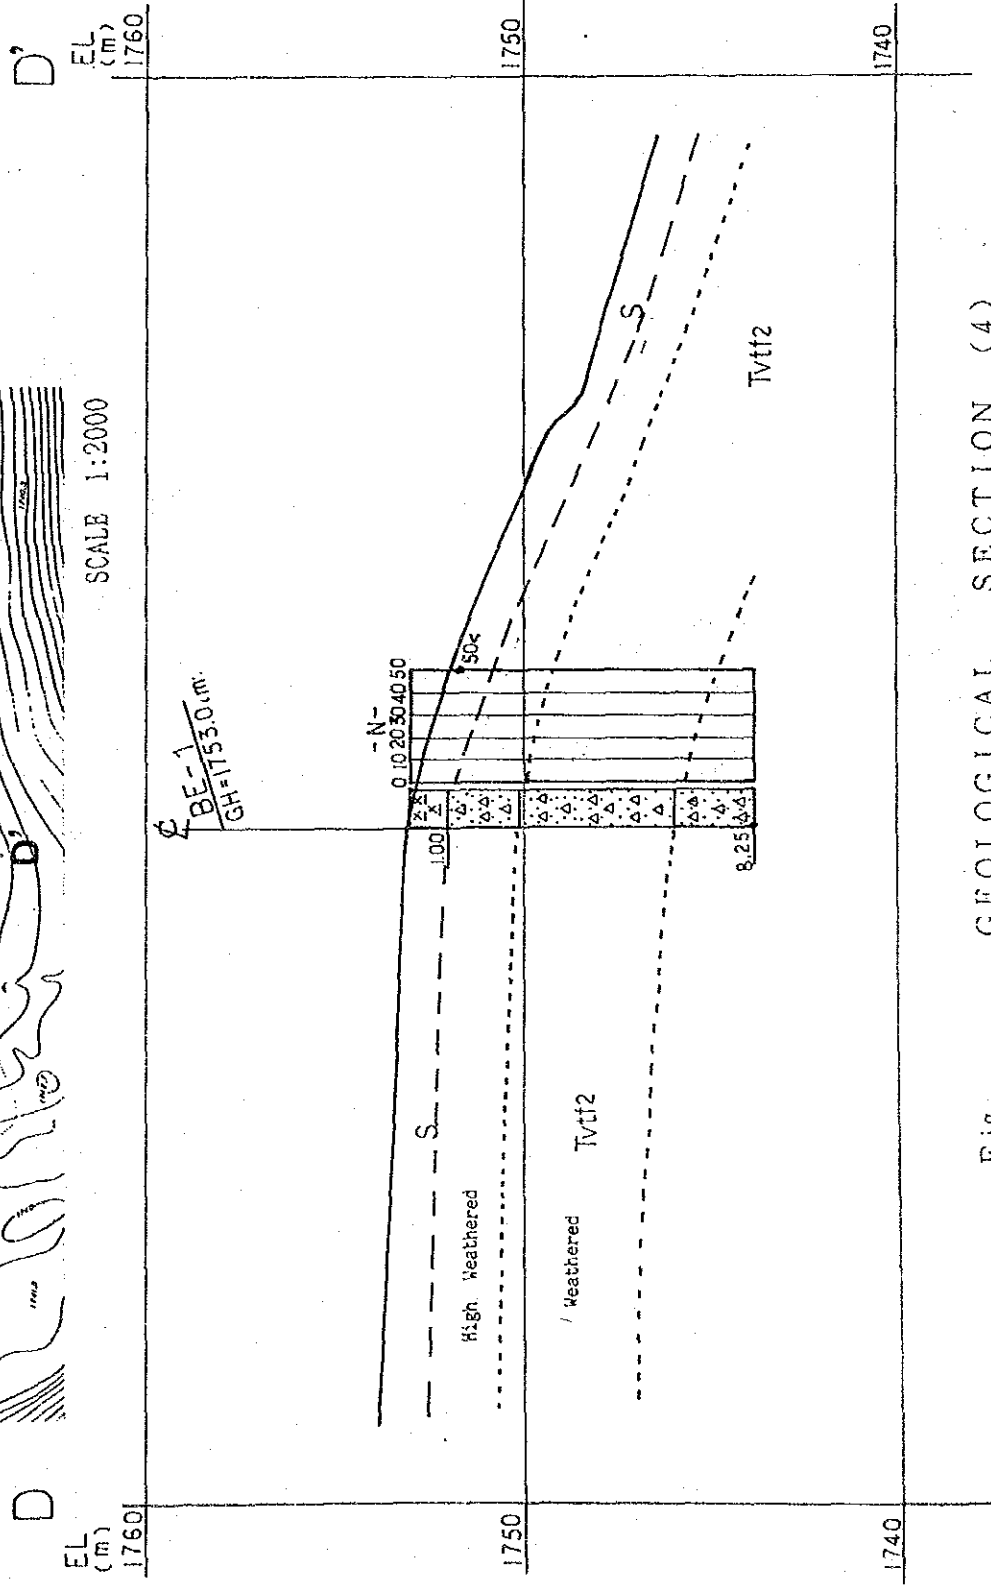 D
D'
D'
SCALE 1:2000
EL
(m)
1760
1750
1740
EL
(m)
1760
1750
1740
℄
BE-1
GH=1753.0m.
-N-
0 10 20 30 40 50
50<
1.00
8.25
S
S
High Weathered
Weathered
Tvtf2
Tvtf2
Fig
GEOLOGICAL SECTION (4)